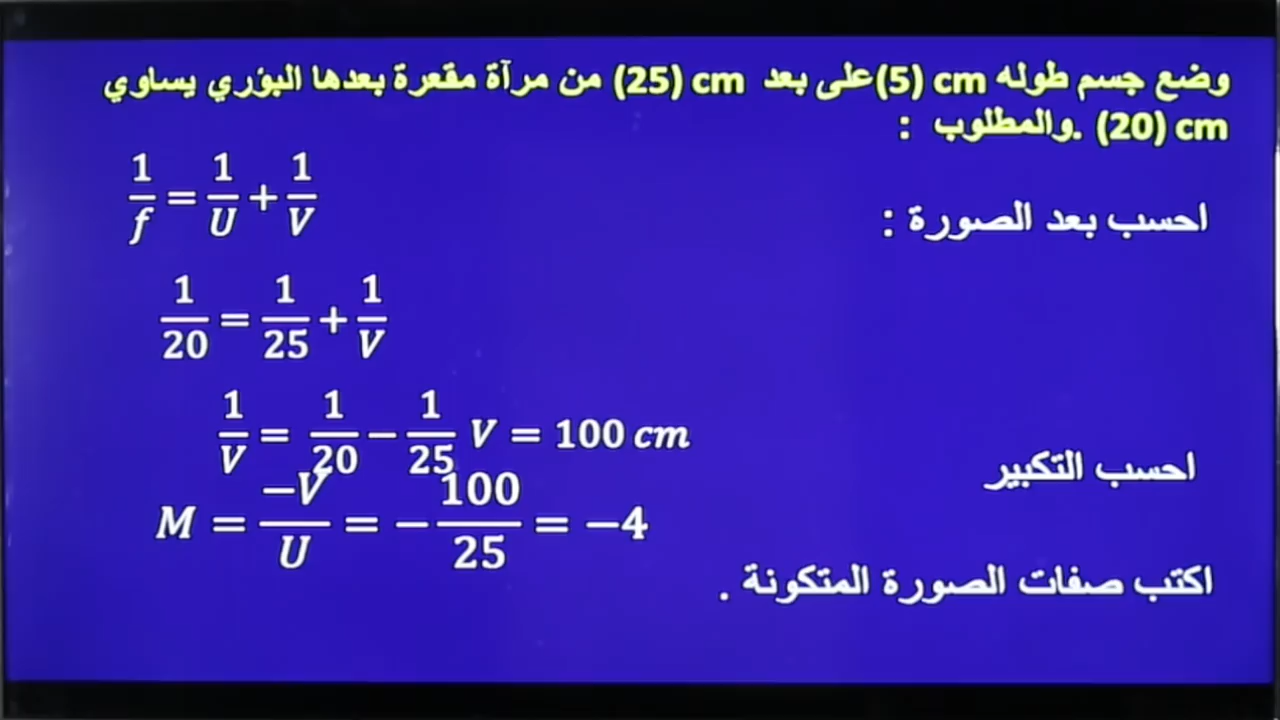 وضع جسم طوله (5) cm على بعد (25) cm من مرآة مقعرة بعدها البؤري يساوي
(20) cm .والمطلوب :
احسب بعد الصورة :
1/f = 1/U + 1/V
1/20 = 1/25 + 1/V
1/V = 1/20 − 1/25 V = 100 cm
احسب التكبير
M = −V/U = − 100/25 = −4
اكتب صفات الصورة المتكونة .